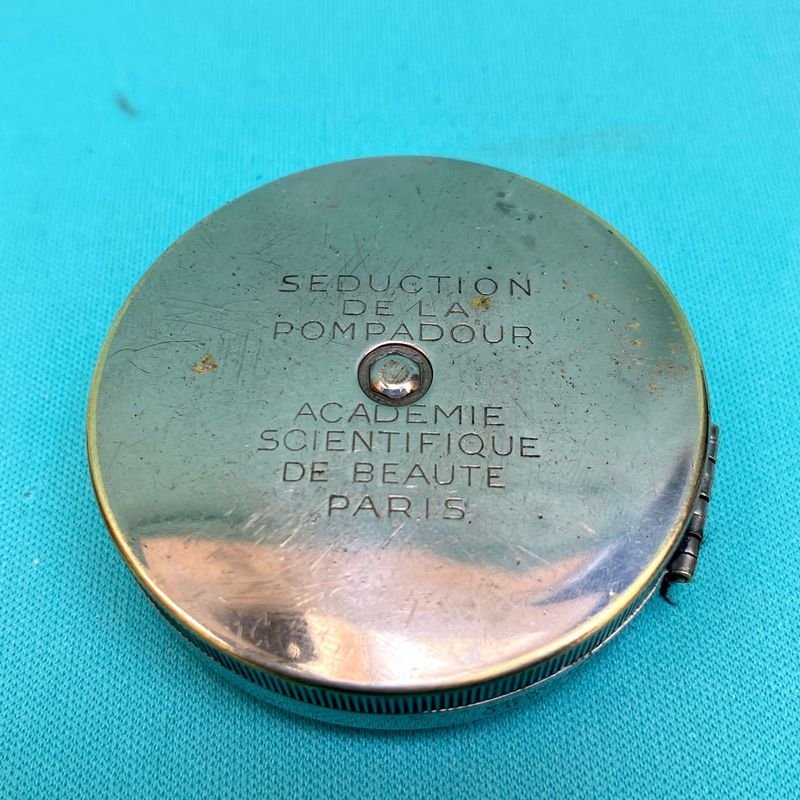 SEDUCTION
DE LA
POMPADOUR
ACADEMIE
SCIENTIFIQUE
DE BEAUTE
PARIS